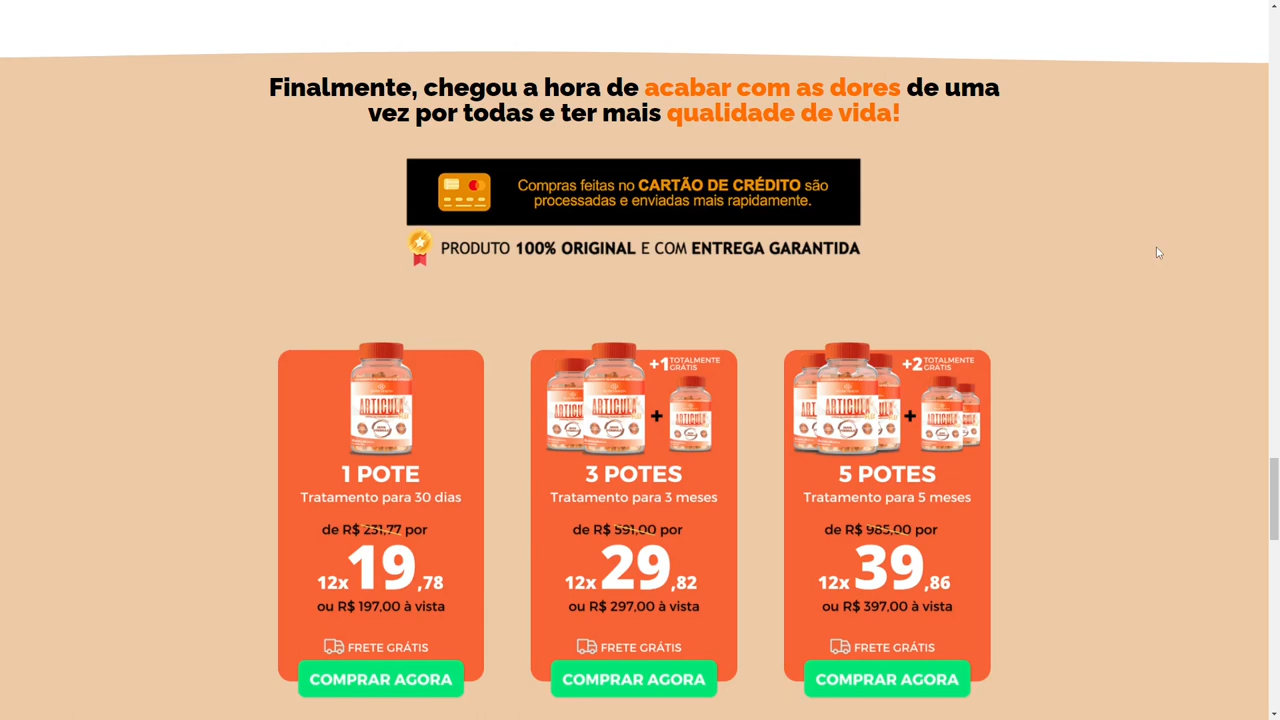 Finalmente, chegou a hora de acabar com as dores de uma
vez por todas e ter mais qualidade de vida!
Compras feitas no CARTÃO DE CRÉDITO são
processadas e enviadas mais rapidamente.
PRODUTO 100% ORIGINAL E COM ENTREGA GARANTIDA
ARTICULA
1 POTE
Tratamento para 30 dias
de R$ 231,77 por
12x 19,78
ou R$ 197,00 à vista
FRETE GRÁTIS
COMPRAR AGORA
+1 TOTALMENTE
GRÁTIS
ARTICULA
+
ARTICULA
3 POTES
Tratamento para 3 meses
de R$ 591,00 por
12x 29,82
ou R$ 297,00 à vista
FRETE GRÁTIS
COMPRAR AGORA
+2 TOTALMENTE
GRÁTIS
ARTICULA
+
ARTICULA
5 POTES
Tratamento para 5 meses
de R$ 985,00 por
12x 39,86
ou R$ 397,00 à vista
FRETE GRÁTIS
COMPRAR AGORA